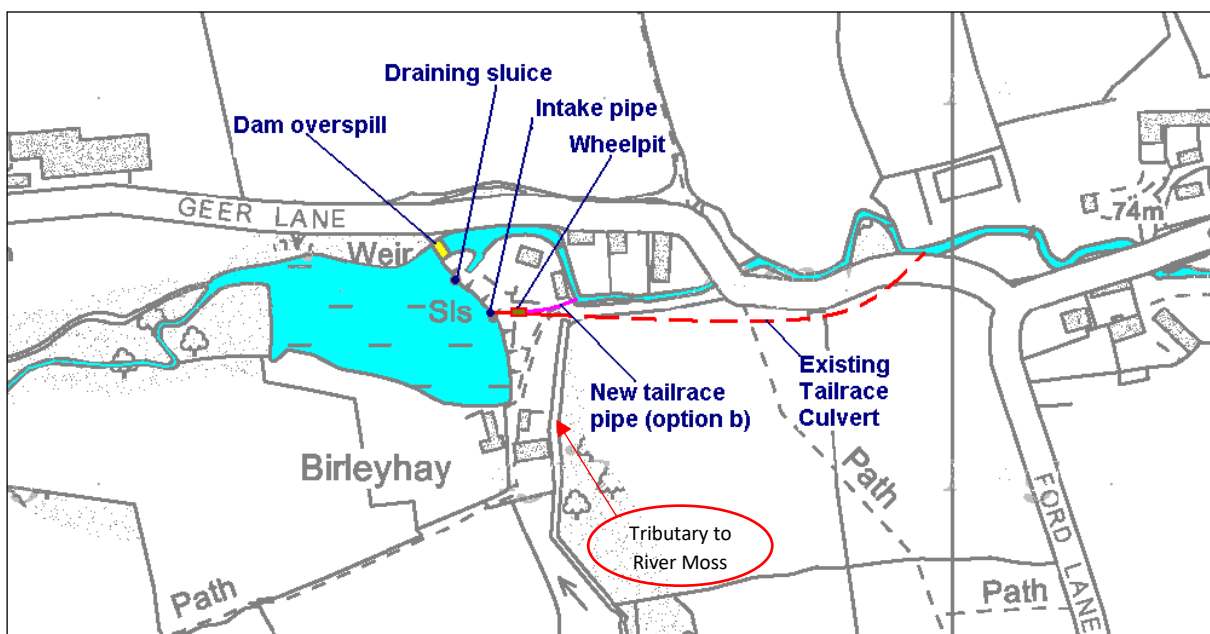 Draining sluice
Intake pipe
Dam overspill
Wheelpit
GEER LANE
74m
Weir
Sls
New tailrace
pipe (option b)
Existing
Tailrace
Culvert
Birleyhay
Path
Tributary to
River Moss
FORD LANE
Path
Path